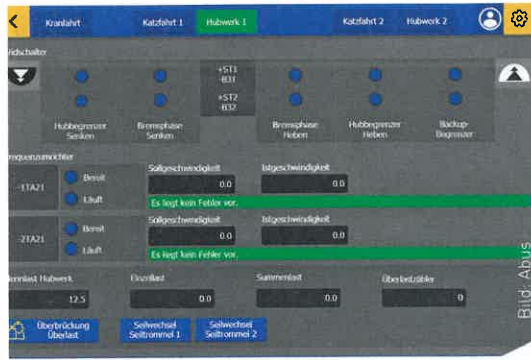 Kranfahrt Katzfahrt 1 Hubwerk 1 Katzfahrt 2 Hubwerk 2
+ST1
-B31
+ST2
-B32
Hubbegrenzer Senken
Bremsphase Senken
Bremsphase Heben
Hubbegrenzer Heben
Backup-Begrenzer
requenzumrichter
-1TA21
Bereit
Läuft
Sollgeschwindigkeit Istgeschwindigkeit
0.0 0.0
Es liegt kein Fehler vor.
-2TA21
Bereit
Läuft
Sollgeschwindigkeit Istgeschwindigkeit
0.0 0.0
Es liegt kein Fehler vor.
ennlast Hubwerk Einzellast Summenlast Überlastzähler
12.5 0.0 0.0 0
Überbrückung Überlast
Seilwechsel Seiltrommel 1
Seilwechsel Seiltrommel 2
Bild: Abus